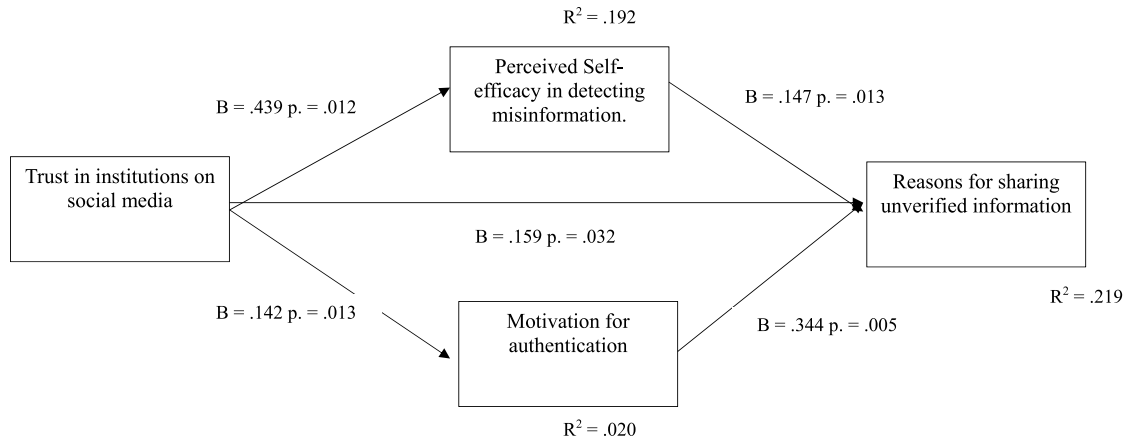 R² = .192
Perceived Self-
efficacy in detecting
misinformation.
B = .439 p. = .012
B = .147 p. = .013
Trust in institutions on
social media
Reasons for sharing
unverified information
B = .159 p. = .032
R² = .219
B = .142 p. = .013
Motivation for
authentication
B = .344 p. = .005
R² = .020